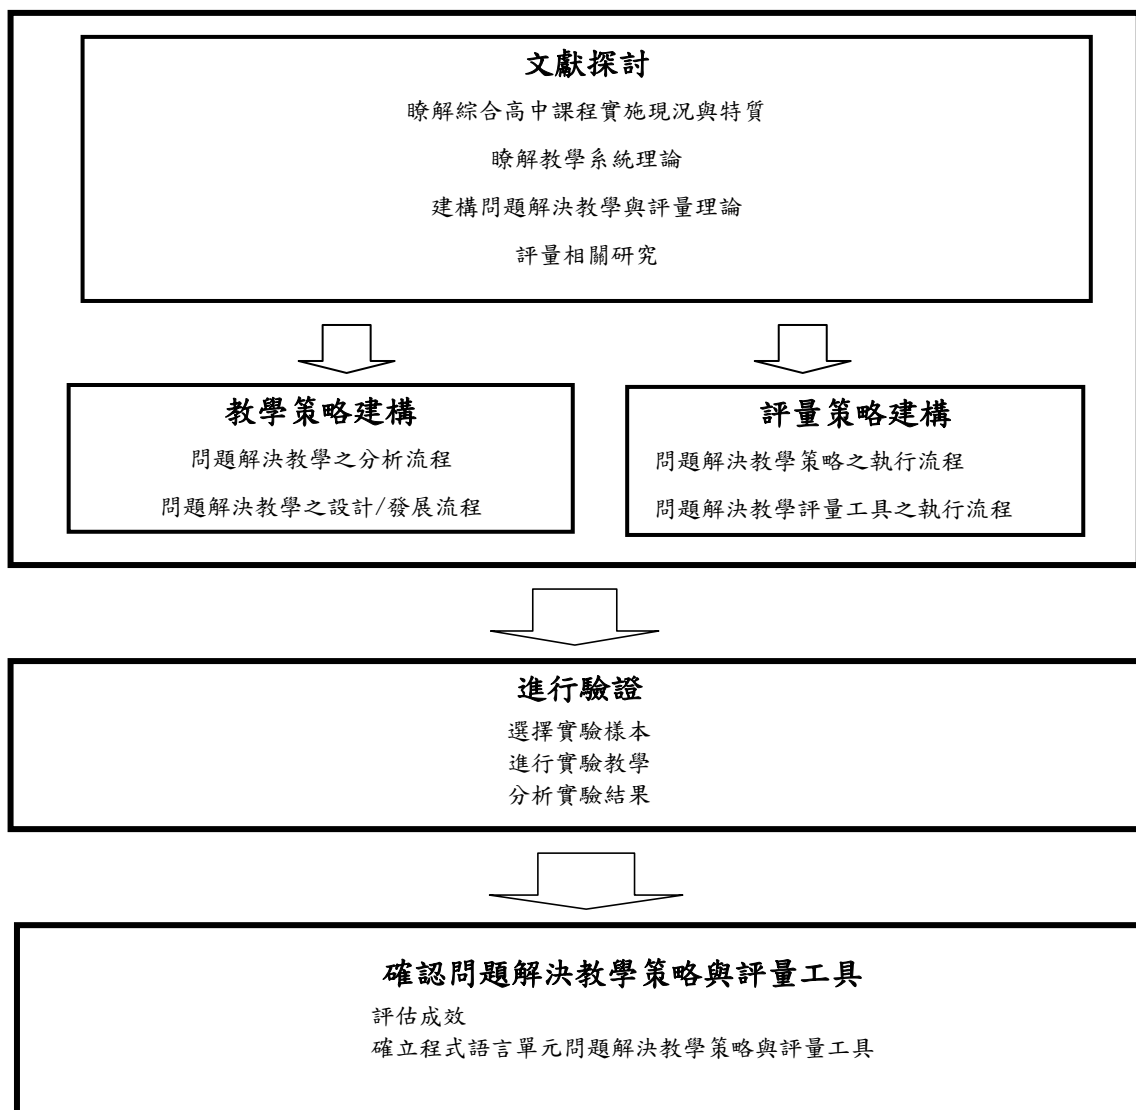 文獻探討
瞭解綜合高中課程實施現況與特質
瞭解教學系統理論
建構問題解決教學與評量理論
評量相關研究
教學策略建構
問題解決教學之分析流程
問題解決教學之設計/發展流程
評量策略建構
問題解決教學策略之執行流程
問題解決教學評量工具之執行流程
進行驗證
選擇實驗樣本
進行實驗教學
分析實驗結果
確認問題解決教學策略與評量工具
評估成效
確立程式語言單元問題解決教學策略與評量工具